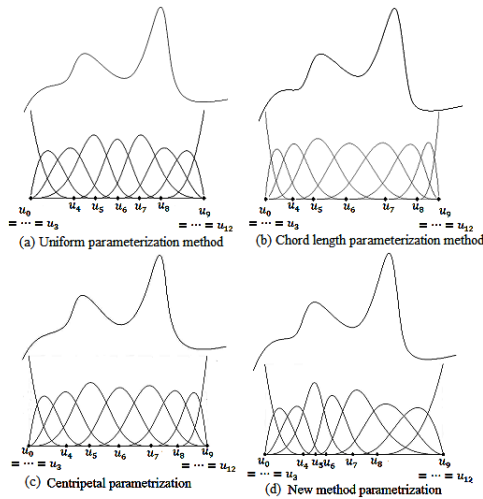 u0 u4 u5 u6 u7 u8 u9
= ⋯ = u3 = ⋯ = u12
(a) Uniform parameterization method
u0 u4 u5 u6 u7 u8 u9
= ⋯ = u3 = ⋯ = u12
(b) Chord length parameterization method
u0 u4 u5 u6 u7 u8 u9
= ⋯ = u3 = ⋯ = u12
(c) Centripetal parametrization
u0 u4 u5 u6 u7 u8 u9
= ⋯ = u3 = ⋯ = u12
(d) New method parametrization